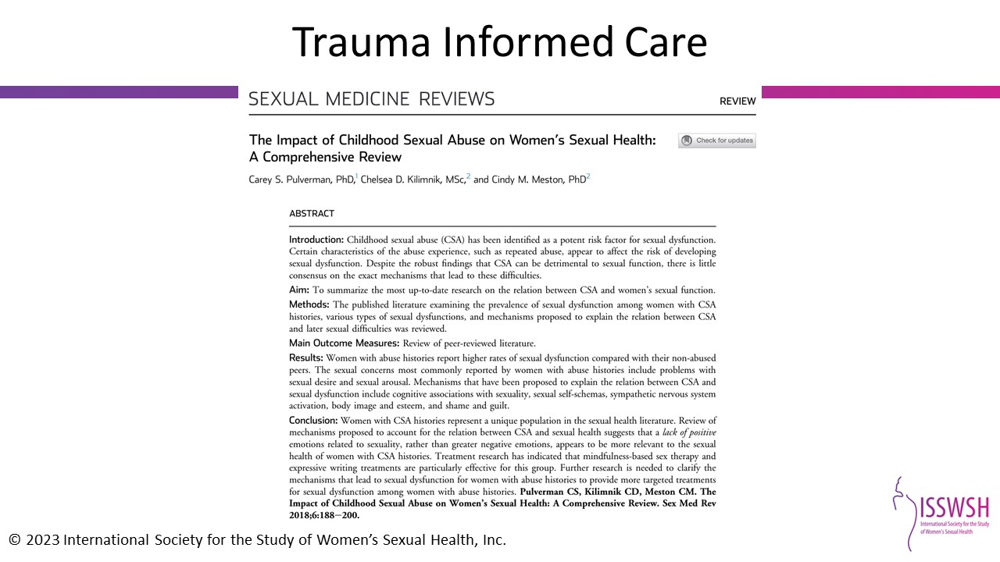 Trauma Informed Care
SEXUAL MEDICINE REVIEWS
REVIEW
The Impact of Childhood Sexual Abuse on Women's Sexual Health:
A Comprehensive Review
Check for updates
Carey S. Pulverman, PhD,1 Chelsea D. Kilimnik, MSc,2 and Cindy M. Meston, PhD2
ABSTRACT
Introduction: Childhood sexual abuse (CSA) has been identified as a potent risk factor for sexual dysfunction.
Certain characteristics of the abuse experience, such as repeated abuse, appear to affect the risk of developing
sexual dysfunction. Despite the robust findings that CSA can be detrimental to sexual function, there is little
consensus on the exact mechanisms that lead to these difficulties.
Aim: To summarize the most up-to-date research on the relation between CSA and women's sexual function.
Methods: The published literature examining the prevalence of sexual dysfunction among women with CSA
histories, various types of sexual dysfunctions, and mechanisms proposed to explain the relation between CSA
and later sexual difficulties was reviewed.
Main Outcome Measures: Review of peer-reviewed literature.
Results: Women with abuse histories report higher rates of sexual dysfunction compared with their non-abused
peers. The sexual concerns most commonly reported by women with abuse histories include problems with
sexual desire and sexual arousal. Mechanisms that have been proposed to explain the relation between CSA and
sexual dysfunction include cognitive associations with sexuality, sexual self-schemas, sympathetic nervous system
activation, body image and esteem, and shame and guilt.
Conclusion: Women with CSA histories represent a unique population in the sexual health literature. Review of
mechanisms proposed to account for the relation between CSA and sexual health suggests that a lack of positive
emotions related to sexuality, rather than greater negative emotions, appears to be more relevant to the sexual
health of women with CSA histories. Treatment research has indicated that mindfulness-based sex therapy and
expressive writing treatments are particularly effective for this group. Further research is needed to clarify the
mechanisms that lead to sexual dysfunction for women with abuse histories to provide more targeted treatments
for sexual dysfunction among women with abuse histories. Pulverman CS, Kilimnik CD, Meston CM. The
Impact of Childhood Sexual Abuse on Women's Sexual Health: A Comprehensive Review. Sex Med Rev
2018;6:188–200.
ISSWSH
International Society for the Study
of Women's Sexual Health
© 2023 International Society for the Study of Women's Sexual Health, Inc.